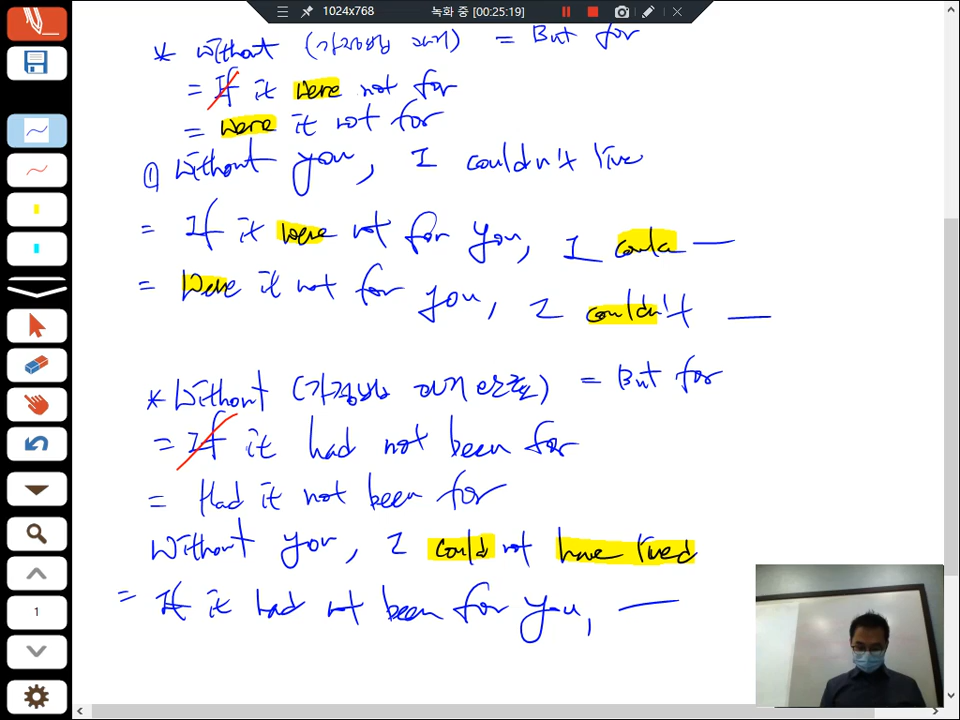 1024x768 녹화 중 [00:25:19]
* Without (가정법 과거) = But for
= If it were not for
= were it not for
① Without you, I couldn't live
= If it were not for you, I could —
= Were it not for you, I couldn't —
* Without (가정법 과거 완료) = But for
= If it had not been for
= Had it not been for
Without you, I could not have lived
= If it had not been for you, —
1